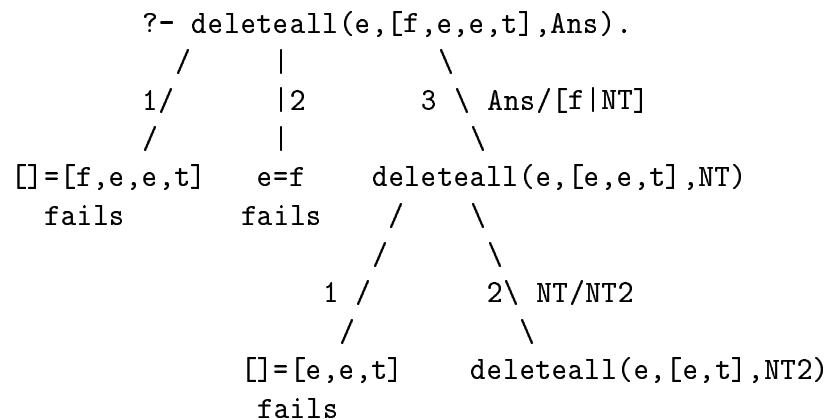 ?- deleteall(e,[f,e,e,t],Ans).
/ | \
1/ |2 3 \ Ans/[f|NT]
/ | \
[]=[f,e,e,t] e=f deleteall(e,[e,e,t],NT)
fails fails / \
/ \
1 / 2\ NT/NT2
/ \
[]=[e,e,t] deleteall(e,[e,t],NT2)
fails